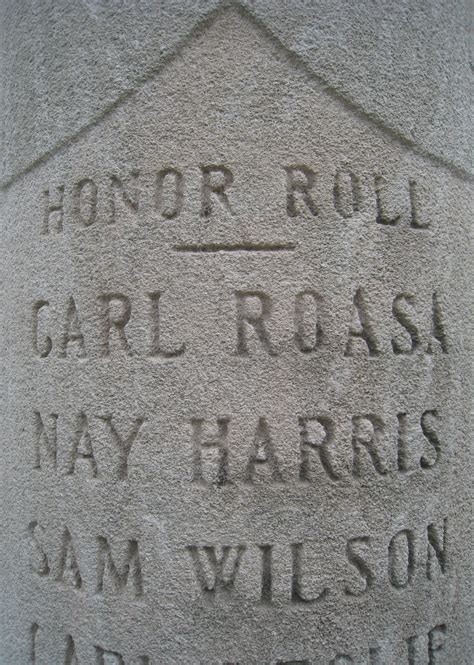 HONOR ROLL
CARL ROASA
NAY HARRIS
SAM WILSON